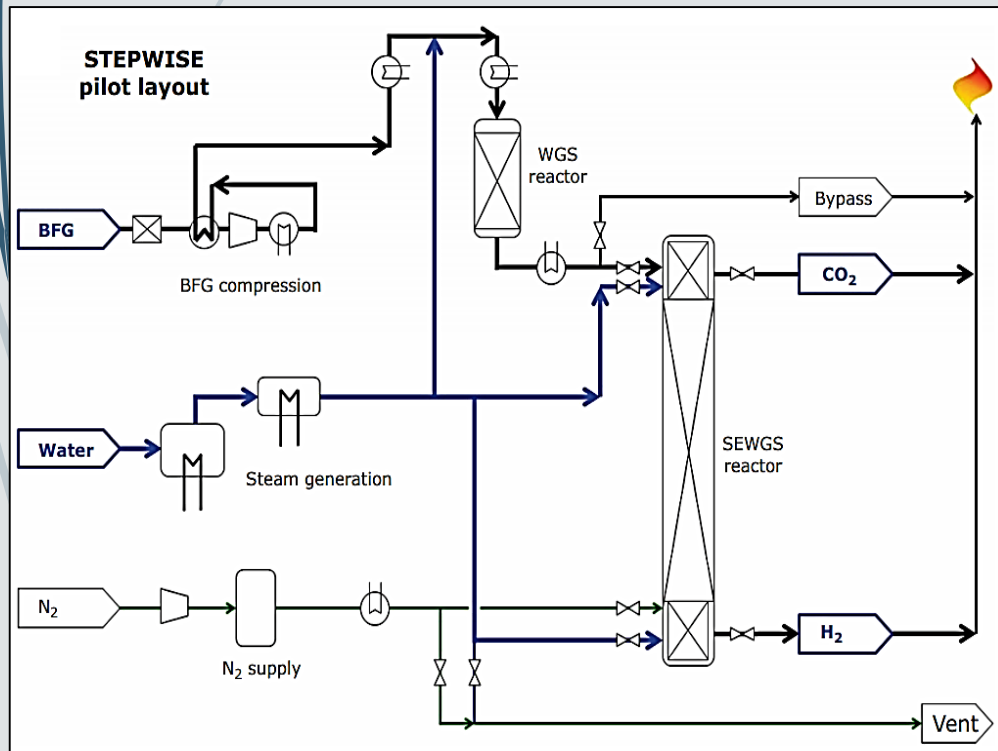 STEPWISE
pilot layout
WGS
reactor
BFG
Bypass
BFG compression
CO₂
Water
Steam generation
SEWGS
reactor
N₂
N₂ supply
H₂
Vent